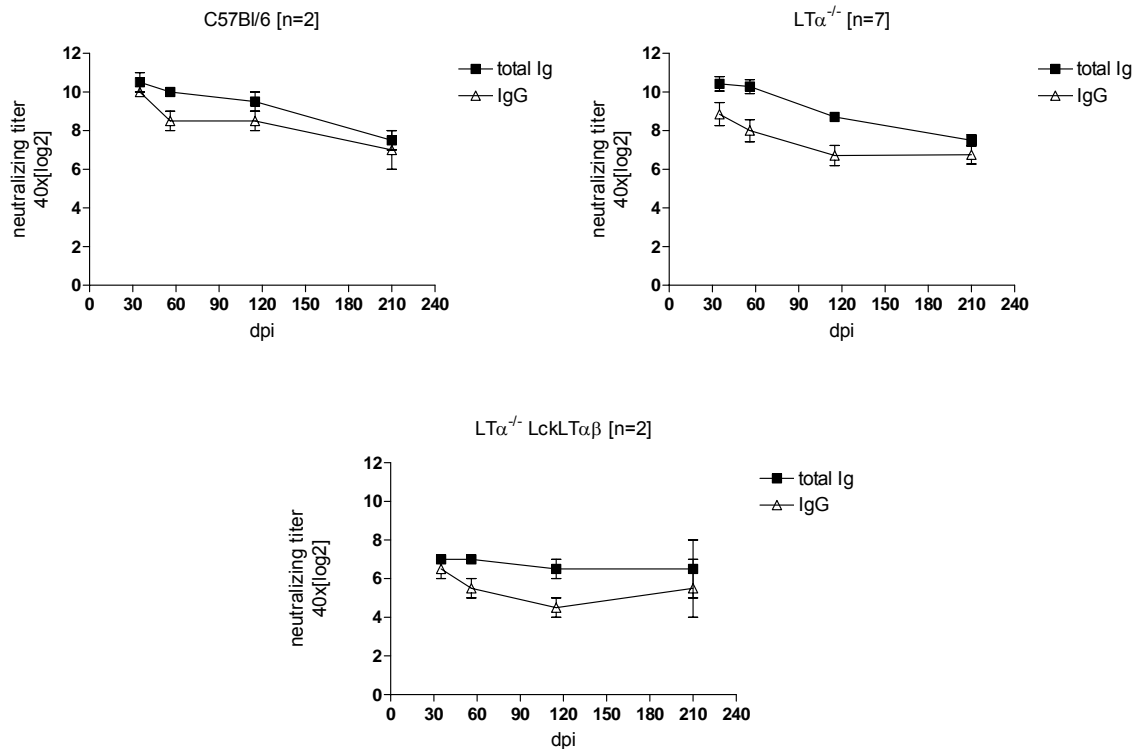 C57Bl/6 [n=2]
neutralizing titer
40x[log2]
12
10
8
6
4
2
0
0 30 60 90 120 150 180 210 240
dpi
total Ig
IgG
LTα-/- [n=7]
neutralizing titer
40x[log2]
12
10
8
6
4
2
0
0 30 60 90 120 150 180 210 240
dpi
total Ig
IgG
LTα-/- LckLTαβ [n=2]
neutralizing titer
40x[log2]
12
10
8
6
4
2
0
0 30 60 90 120 150 180 210 240
dpi
total Ig
IgG